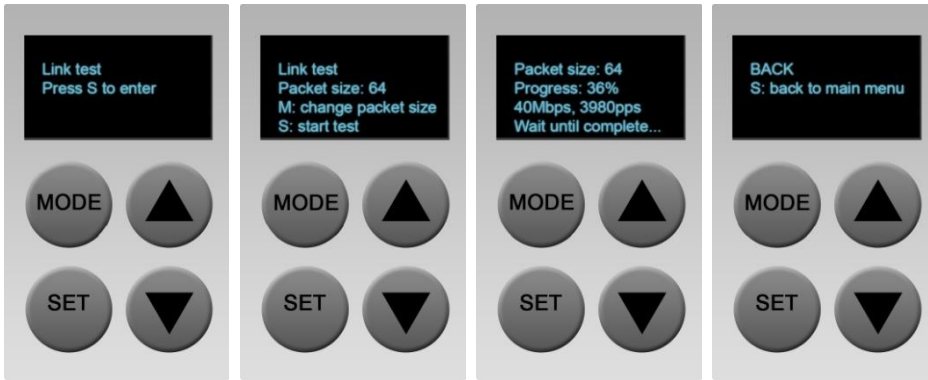 Link test
Press S to enter
MODE
SET
Link test
Packet size: 64
M: change packet size
S: start test
MODE
SET
Packet size: 64
Progress: 36%
40Mbps, 3980pps
Wait until complete...
MODE
SET
BACK
S: back to main menu
MODE
SET